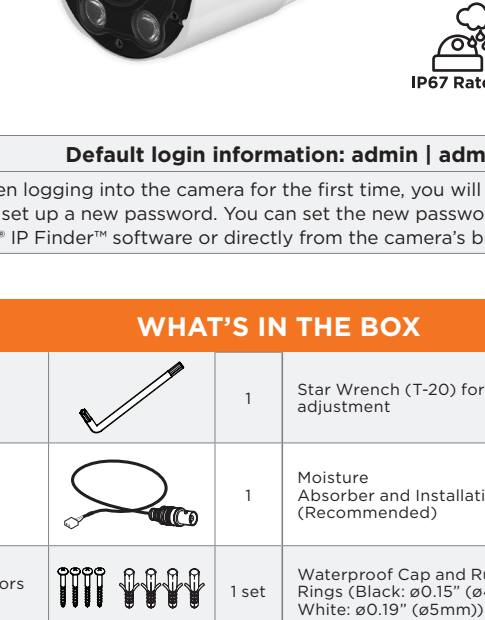 IP67 Rate
Default login information: admin | adm
en logging into the camera for the first time, you will
set up a new password. You can set the new passwo
® IP Finder™ software or directly from the camera's b
WHAT'S IN THE BOX
1
Star Wrench (T-20) for
adjustment
1
Moisture
Absorber and Installati
(Recommended)
ors
1 set
Waterproof Cap and Ru
Rings (Black: ø0.15" (ø4
White: ø0.19" (ø5mm))